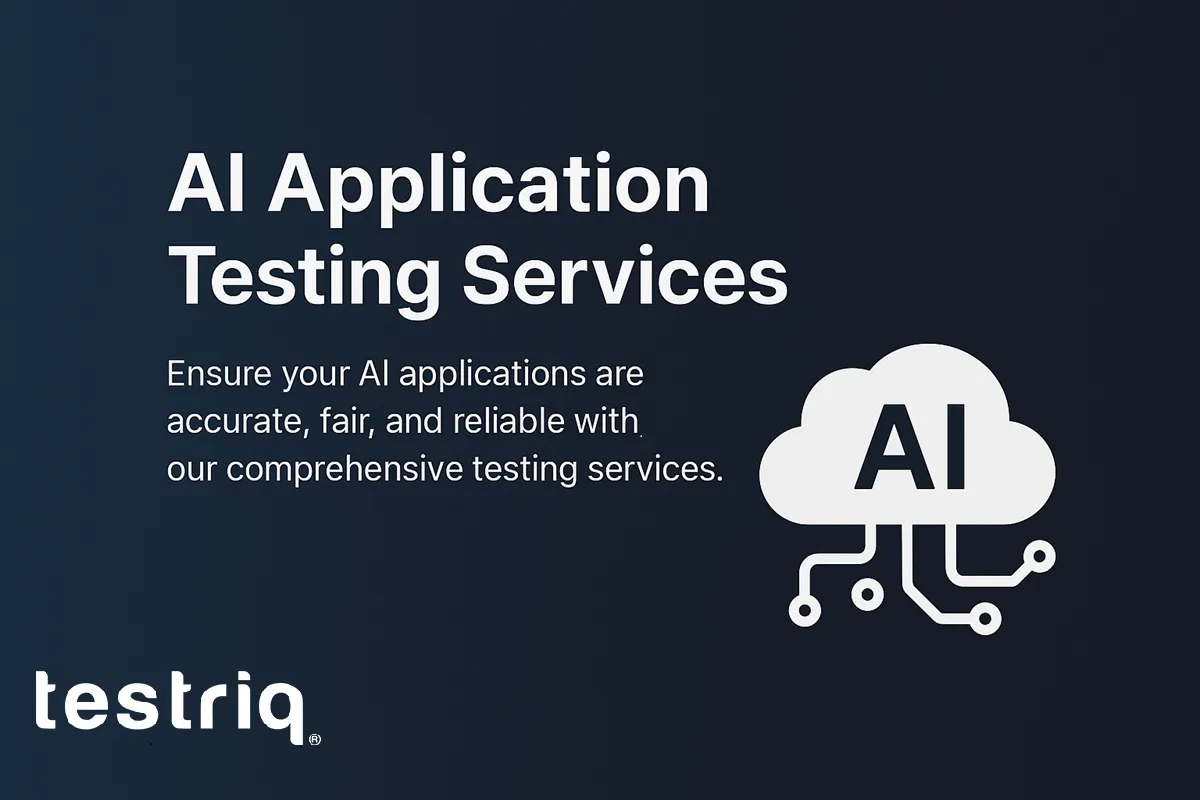 AI Application
Testing Services
Ensure your AI applications are
accurate, fair, and reliable with
our comprehensive testing services.
AI
testriq®